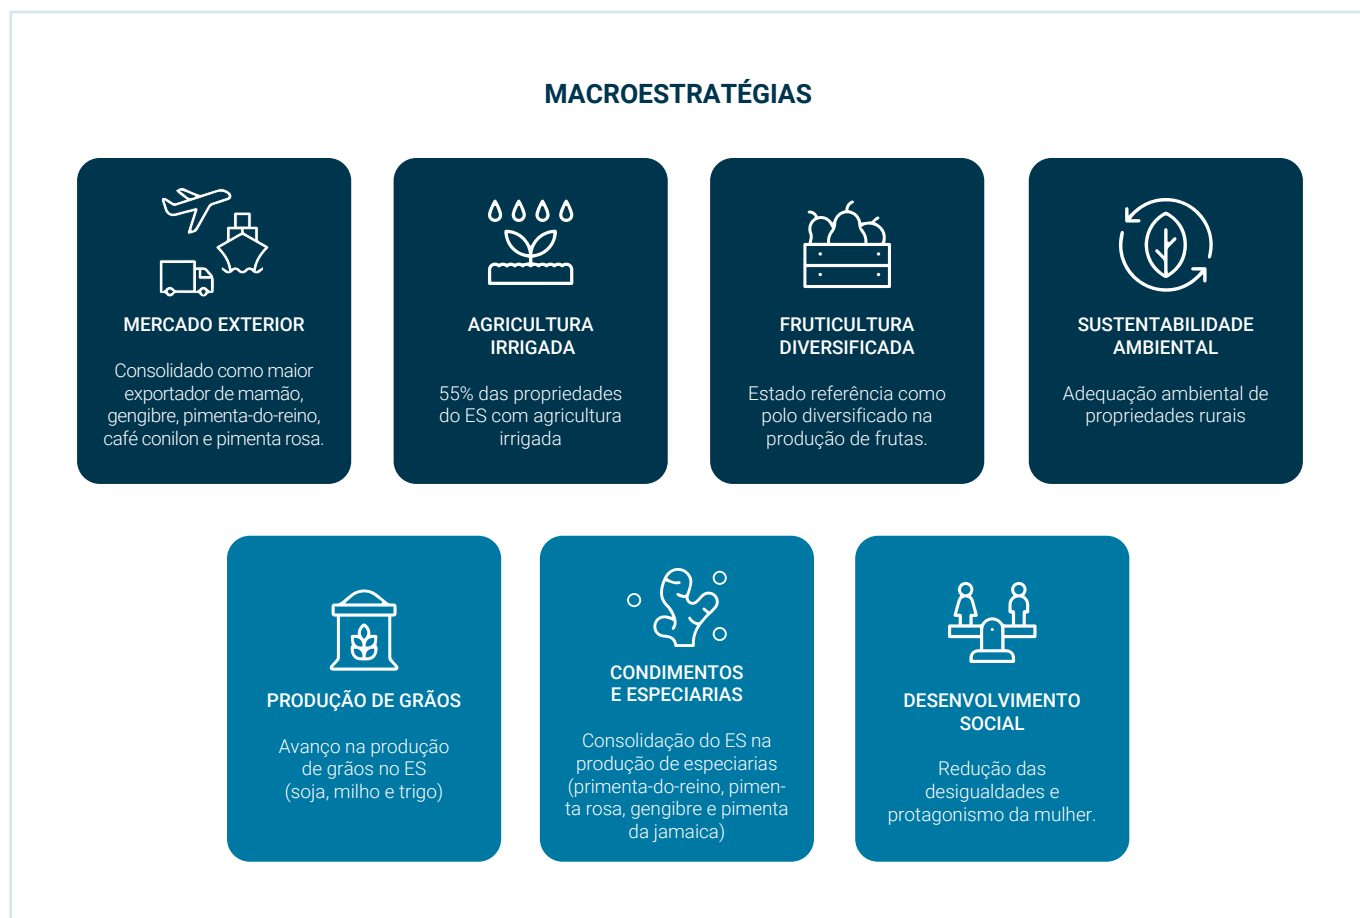 MACROESTRATÉGIAS
MERCADO EXTERIOR
Consolidado como maior
exportador de mamão,
gengibre, pimenta-do-reino,
café conilon e pimenta rosa.
AGRICULTURA
IRRIGADA
55% das propriedades
do ES com agricultura
irrigada
FRUTICULTURA
DIVERSIFICADA
Estado referência como
polo diversificado na
produção de frutas.
SUSTENTABILIDADE
AMBIENTAL
Adequação ambiental de
propriedades rurais
PRODUÇÃO DE GRÃOS
Avanço na produção
de grãos no ES
(soja, milho e trigo)
CONDIMENTOS
E ESPECIARIAS
Consolidação do ES na
produção de especiarias
(primenta-do-reino, pimen-
ta rosa, gengibre e pimenta
da jamaica)
DESENVOLVIMENTO
SOCIAL
Redução das
desigualdades e
protagonismo da mulher.